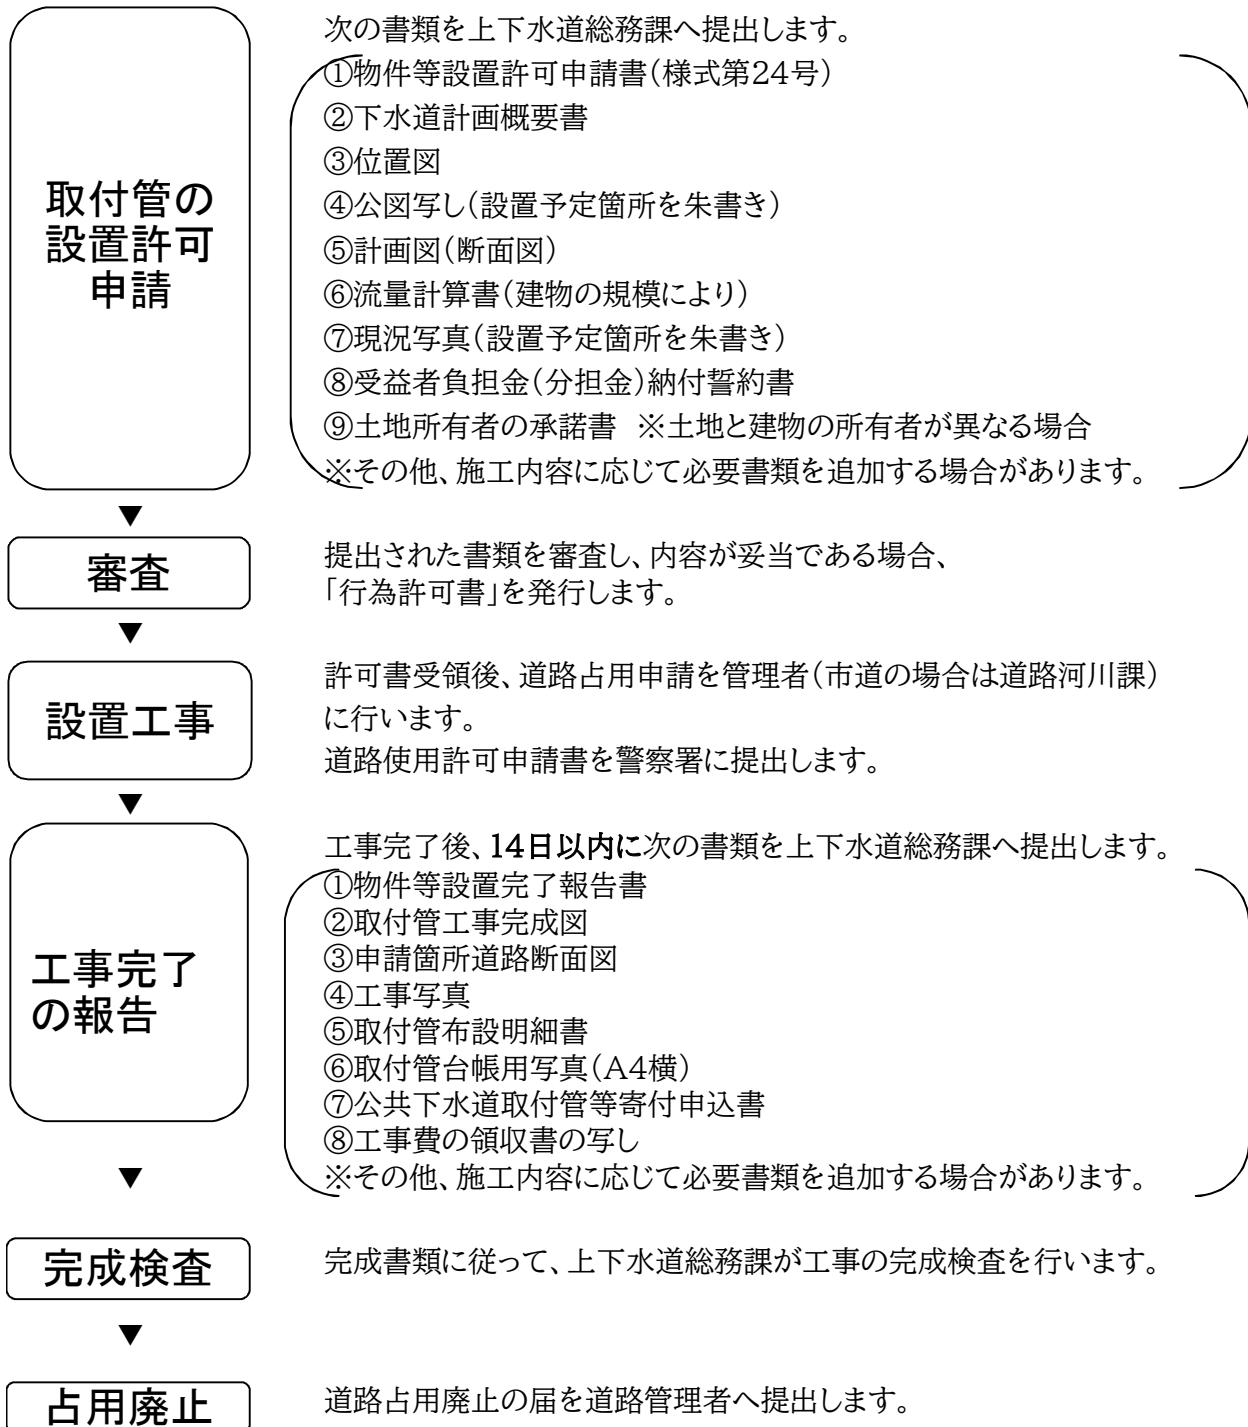 取付管の
設置許可
申請
次の書類を上下水道総務課へ提出します。
①物件等設置許可申請書(様式第24号)
②下水道計画概要書
③位置図
④公図写し(設置予定箇所を朱書き)
⑤計画図(断面図)
⑥流量計算書(建物の規模により)
⑦現況写真(設置予定箇所を朱書き)
⑧受益者負担金(分担金)納付誓約書
⑨土地所有者の承諾書 ※土地と建物の所有者が異なる場合
※その他、施工内容に応じて必要書類を追加する場合があります。
▼
審査
提出された書類を審査し、内容が妥当である場合、
「行為許可書」を発行します。
▼
設置工事
許可書受領後、道路占用申請を管理者(市道の場合は道路河川課)
に行います。
道路使用許可申請書を警察署に提出します。
▼
工事完了
の報告
工事完了後、14日以内に次の書類を上下水道総務課へ提出します。
①物件等設置完了報告書
②取付管工事完成図
③申請箇所道路断面図
④工事写真
⑤取付管布設明細書
⑥取付管台帳用写真(A4横)
⑦公共下水道取付管等寄付申込書
⑧工事費の領収書の写し
※その他、施工内容に応じて必要書類を追加する場合があります。
▼
完成検査
完成書類に従って、上下水道総務課が工事の完成検査を行います。
▼
占用廃止
道路占用廃止の届を道路管理者へ提出します。